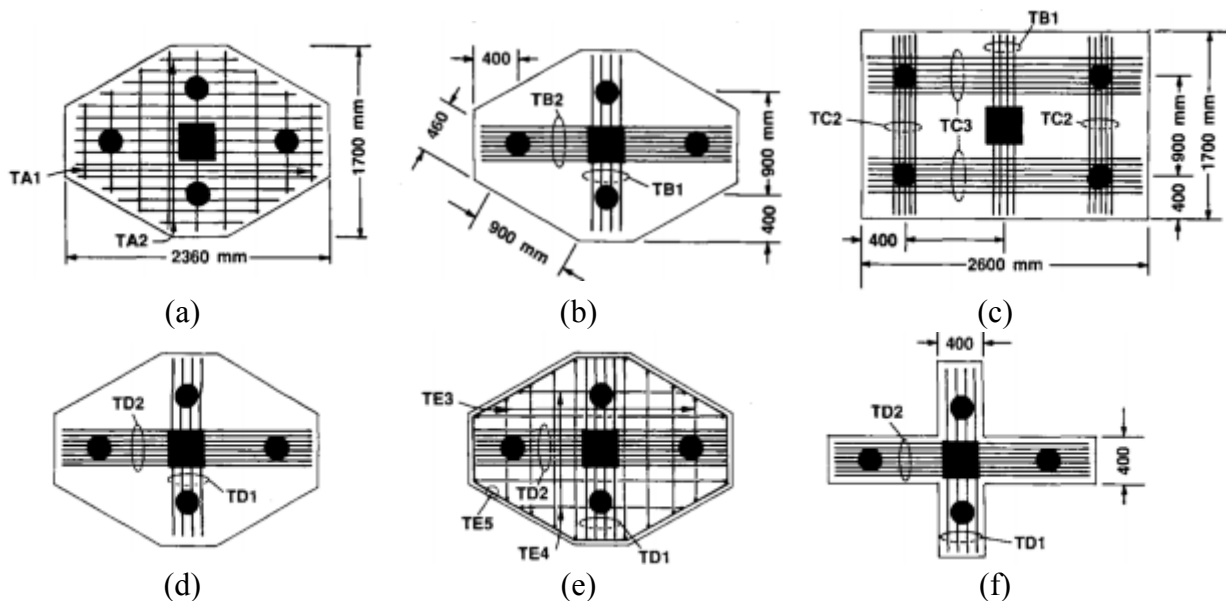 TA1
TA2
1700 mm
2360 mm
(a)
400
TB2
460
TB1
900 mm
900 mm
400
(b)
TB1
TC2
TC3
TC2
900 mm
400
1700 mm
400
2600 mm
(c)
TD2
TD1
(d)
TE3
TD2
TE5
TE4
TD1
(e)
400
TD2
400
TD1
(f)